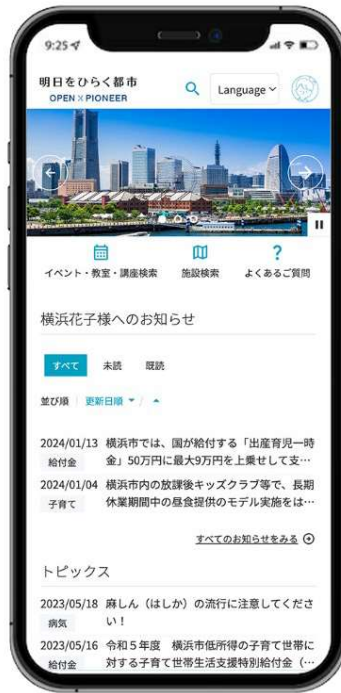 9:25
明日をひらく都市
OPEN×PIONEER
Language
イベント・教室・講座検索 施設検索 よくあるご質問
横浜花子様へのお知らせ
すべて 未読 既読
並び順 更新日順 /
2024/01/13 横浜市では、国が給付する「出産育児一時
給付金 金」50万円に最大9万円を上乗せして支…
2024/01/04 横浜市内の放課後キッズクラブ等で、長期
子育て 休業期間中の昼食提供のモデル実施をは…
すべてのお知らせをみる
トピックス
2023/05/18 麻しん（はしか）の流行に注意してくださ
病気 い！
2023/05/16 令和5年度 横浜市低所得の子育て世帯に
給付金 対する子育て世帯生活支援特別給付金（…